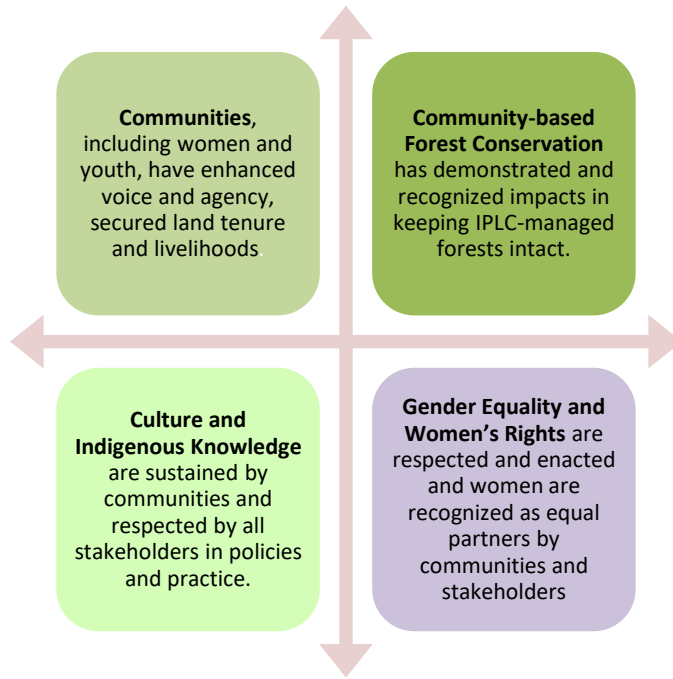 Communities,
including women and
youth, have enhanced
voice and agency,
secured land tenure
and livelihoods.
Community-based
Forest Conservation
has demonstrated and
recognized impacts in
keeping IPLC-managed
forests intact.
Culture and
Indigenous Knowledge
are sustained by
communities and
respected by all
stakeholders in policies
and practice.
Gender Equality and
Women’s Rights are
respected and enacted
and women are
recognized as equal
partners by
communities and
stakeholders